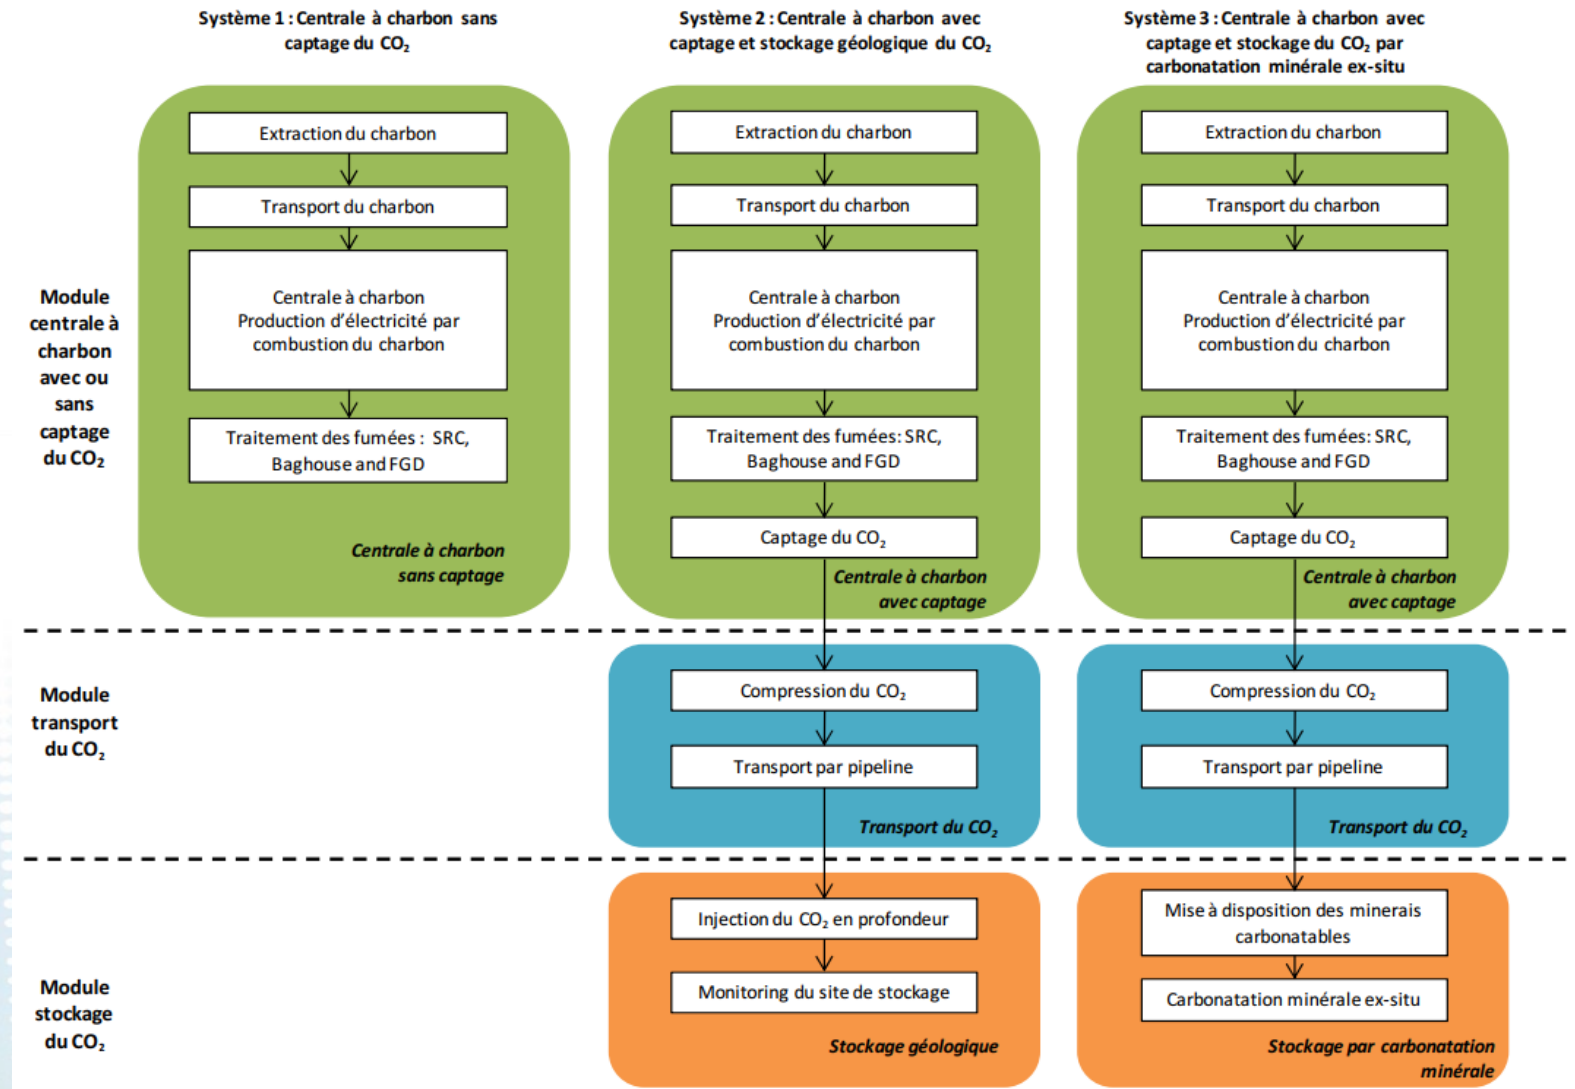 Système 1 : Centrale à charbon sans
captage du CO₂
Système 2 : Centrale à charbon avec
captage et stockage géologique du CO₂
Système 3 : Centrale à charbon avec
captage et stockage du CO₂ par
carbonatation minérale ex-situ
Module
centrale à
charbon
avec ou
sans
captage
du CO₂
Extraction du charbon
Transport du charbon
Centrale à charbon
Production d’électricité par
combustion du charbon
Traitement des fumées : SRC,
Baghouse and FGD
Centrale à charbon
sans captage
Extraction du charbon
Transport du charbon
Centrale à charbon
Production d’électricité par
combustion du charbon
Traitement des fumées: SRC,
Baghouse and FGD
Captage du CO₂
Centrale à charbon
avec captage
Extraction du charbon
Transport du charbon
Centrale à charbon
Production d’électricité par
combustion du charbon
Traitement des fumées: SRC,
Baghouse and FGD
Captage du CO₂
Centrale à charbon
avec captage
Module
transport
du CO₂
Compression du CO₂
Transport par pipeline
Transport du CO₂
Compression du CO₂
Transport par pipeline
Transport du CO₂
Module
stockage
du CO₂
Injection du CO₂ en profondeur
Monitoring du site de stockage
Stockage géologique
Mise à disposition des minerais
carbonatables
Carbonatation minérale ex-situ
Stockage par carbonatation
minérale